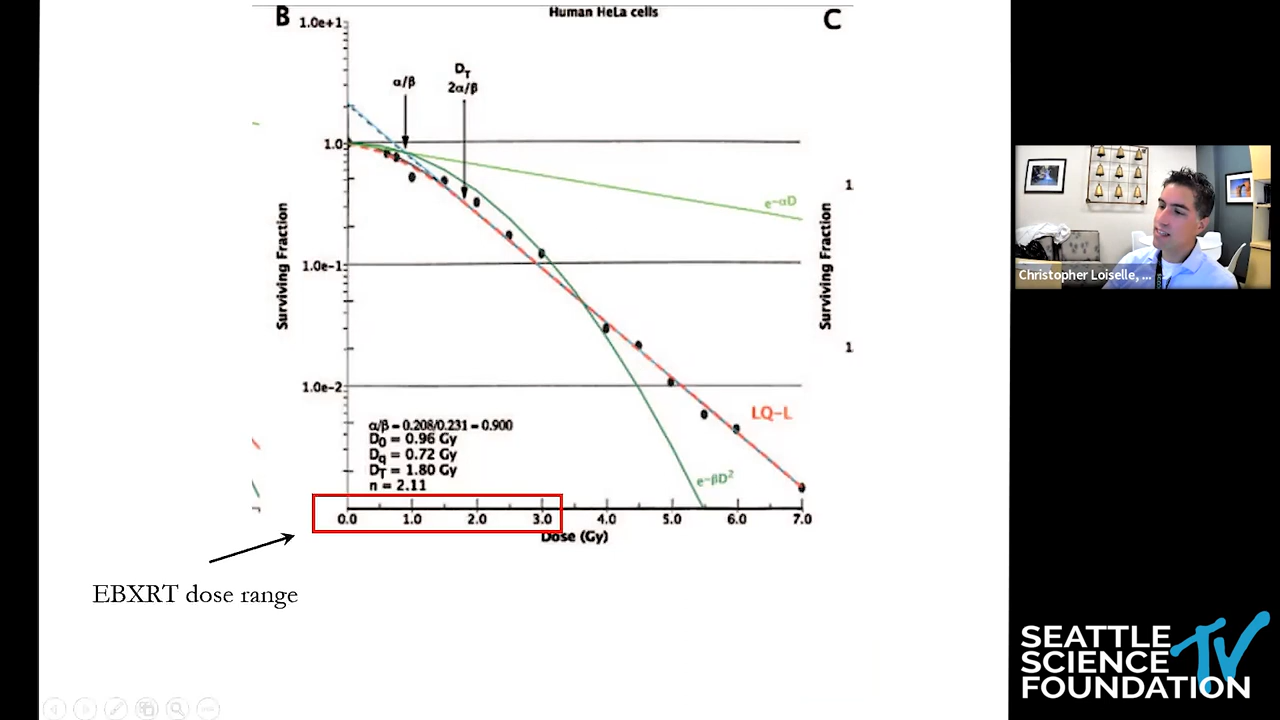 B
Human HeLa cells
C
1.0e+1
α/β
D_T
2α/β
1.0
e^-αD
1.0e-1
1.0e-2
Surviving Fraction
LQ-L
e^-βD²
α/β = 0.208/0.231 = 0.900
D₀ = 0.96 Gy
D_q = 0.72 Gy
D_T = 1.80 Gy
n = 2.11
0.0 1.0 2.0 3.0 4.0 5.0 6.0 7.0
Dose (Gy)
Surviving Fraction
1
1
EBXRT dose range
Christopher Loiselle, ...
SEATTLE
SCIENCE
FOUNDATION
TV